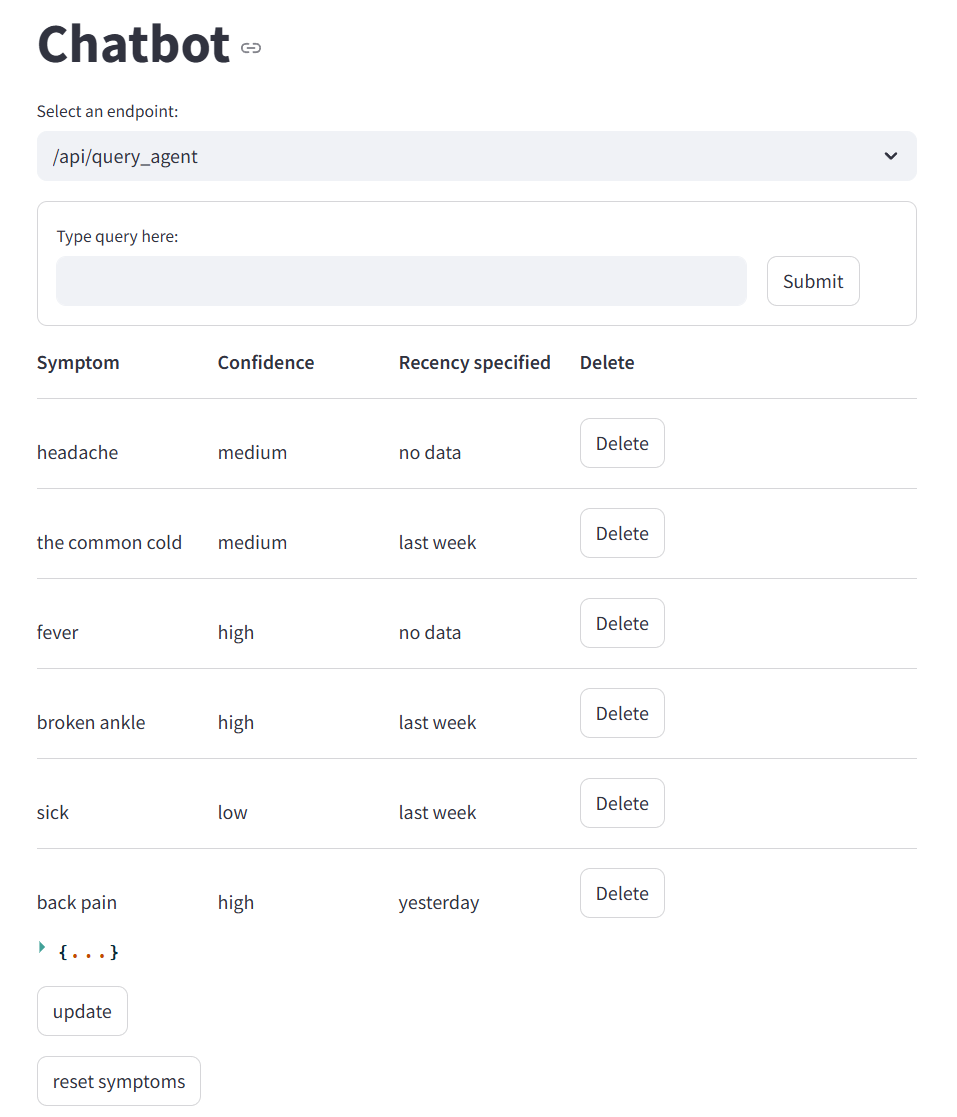 Chatbot
Select an endpoint:
/api/query_agent
Type query here:
Submit
Symptom Confidence Recency specified Delete
headache medium no data Delete
the common cold medium last week Delete
fever high no data Delete
broken ankle high last week Delete
sick low last week Delete
back pain high yesterday Delete
{...}
update
reset symptoms